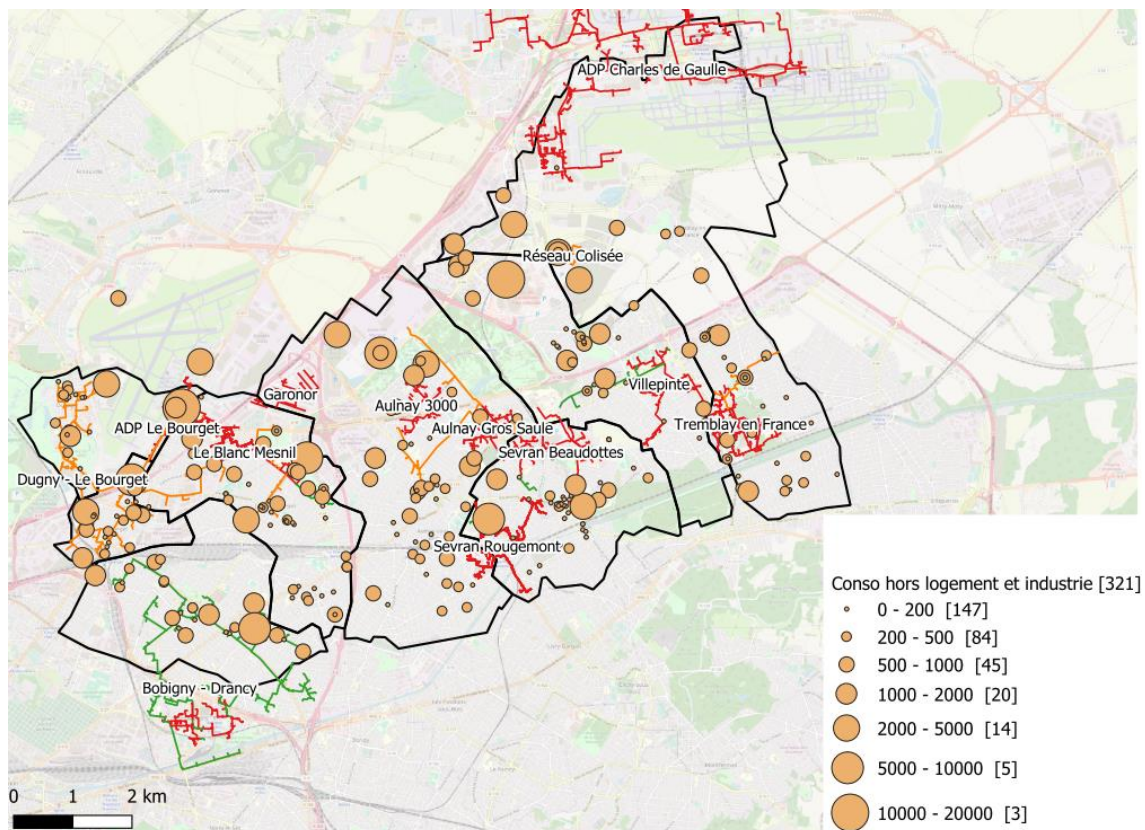 ADP Charles de Gaulle
Réseau Colisée
Garonor
Villepinte
Aulnay 3000
ADP Le Bourget
Aulnay Gros Saule
Tremblay en France
Le Blanc Mesnil
Sevran Beaudottes
Dugny - Le Bourget
Sevran Rougemont
Bobigny - Drancy
Conso hors logement et industrie [321]
0 - 200 [147]
200 - 500 [84]
500 - 1000 [45]
1000 - 2000 [20]
2000 - 5000 [14]
5000 - 10000 [5]
10000 - 20000 [3]
0 1 2 km